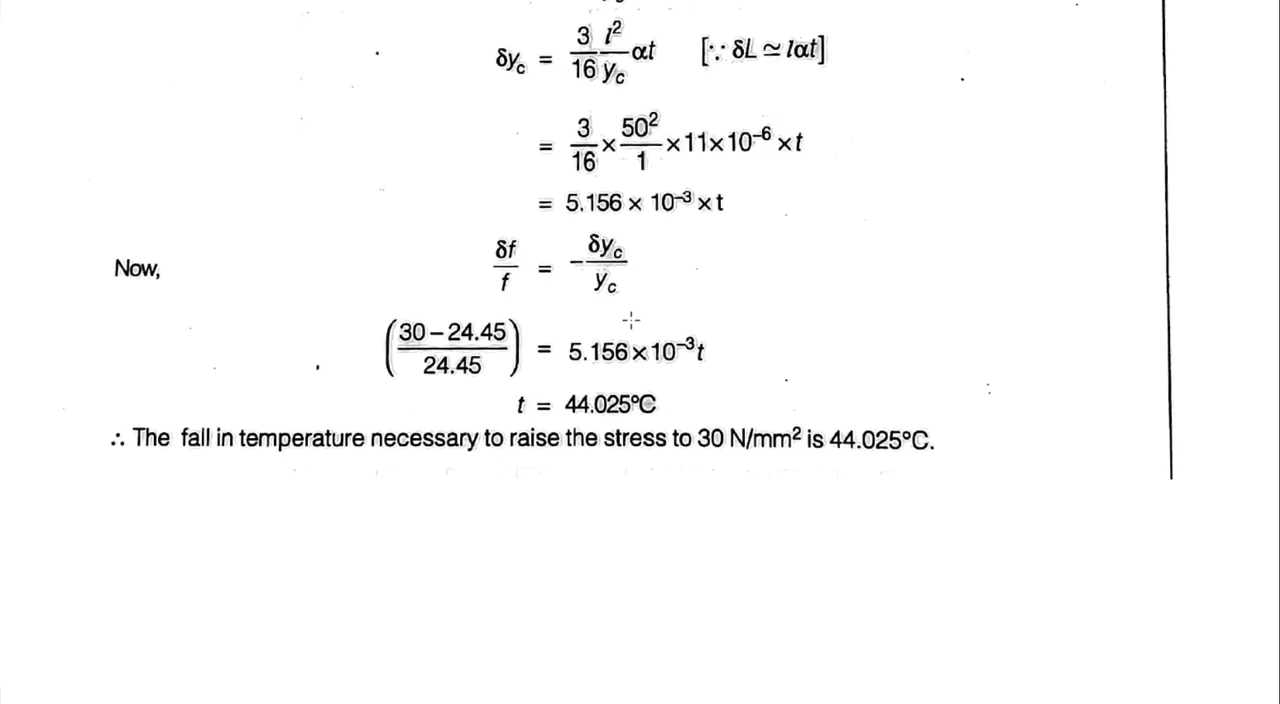 δy_c = 3/16 l²/y_c αt [∵ δL ≃ lαt]
= 3/16 × 50²/1 × 11×10⁻⁶ × t
= 5.156 × 10⁻³ × t
Now, δf/f = -δy_c/y_c
((30 – 24.45)/24.45) = 5.156×10⁻³t
t = 44.025°C
∴ The fall in temperature necessary to raise the stress to 30 N/mm² is 44.025°C.